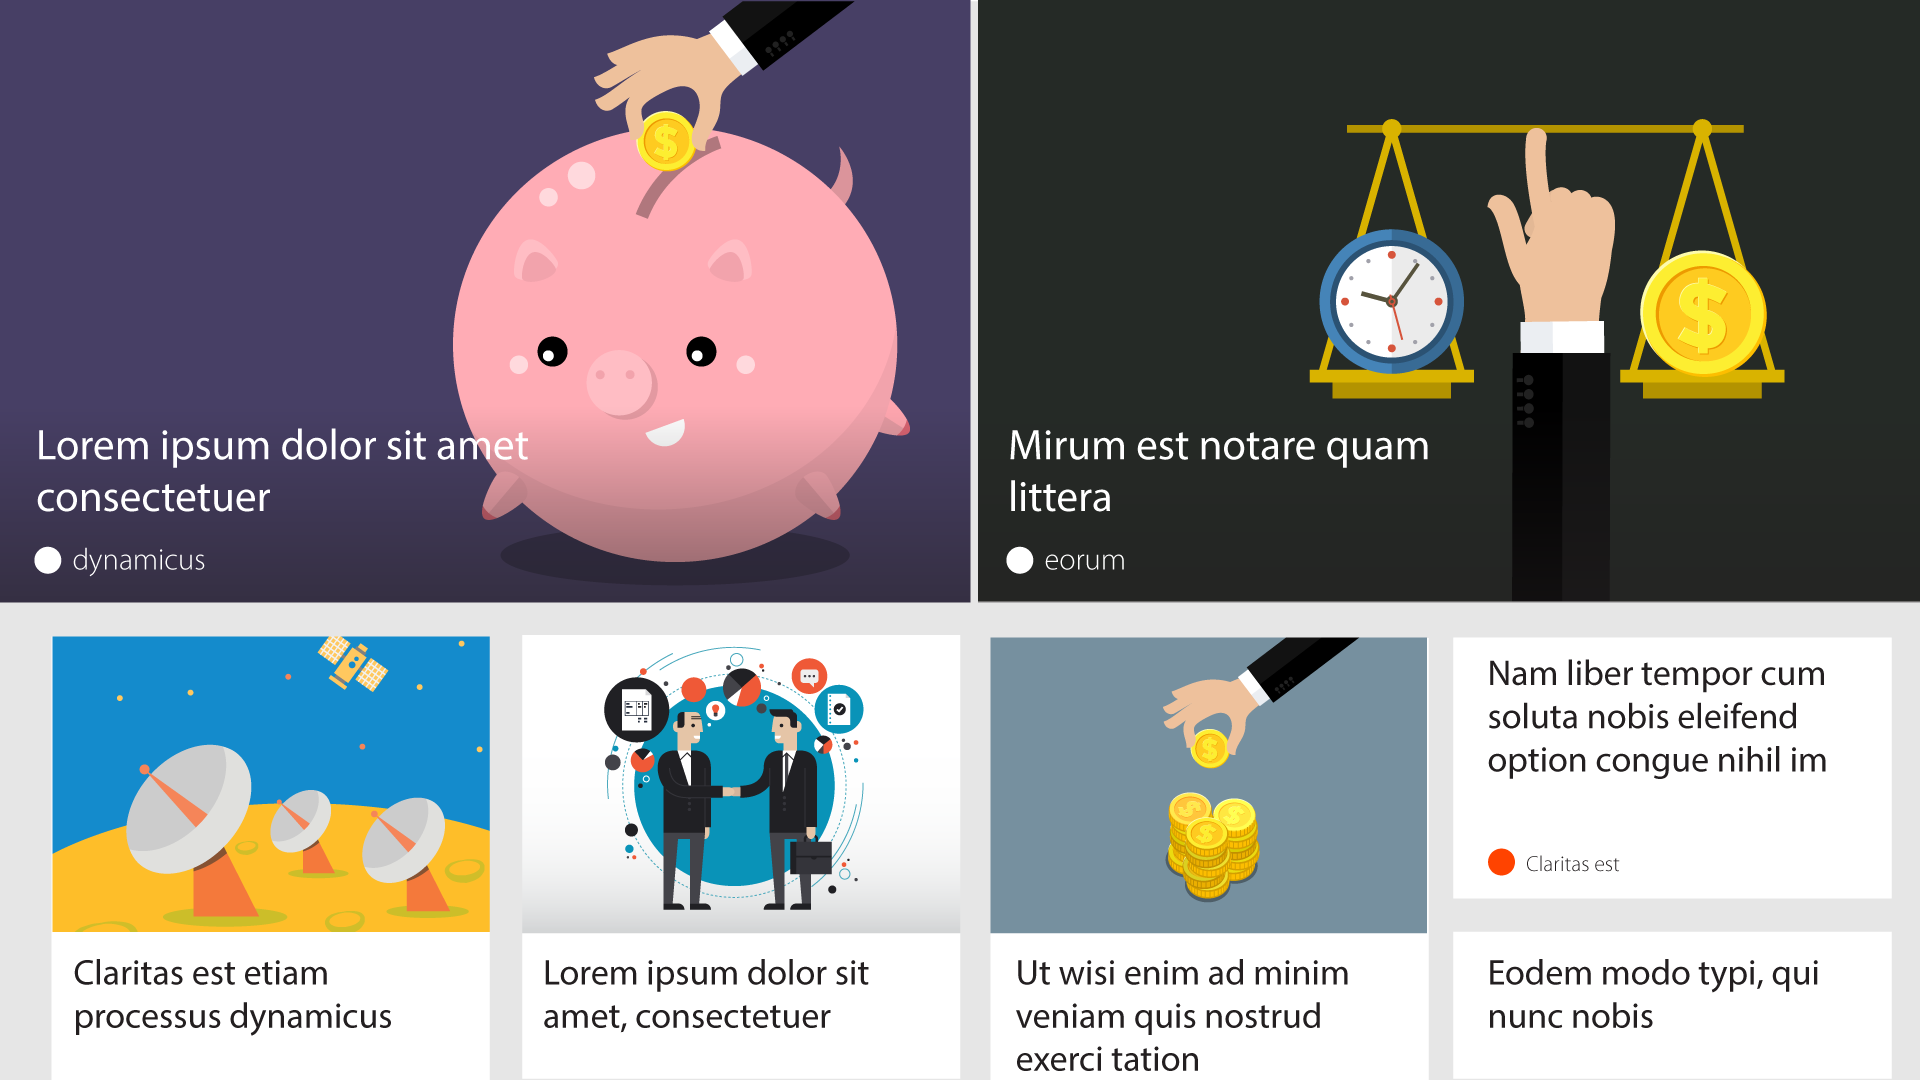 Lorem ipsum dolor sit amet
consectetuer
dynamicus
Mirum est notare quam
littera
eorum
Claritas est etiam
processus dynamicus
Lorem ipsum dolor sit
amet, consectetuer
Ut wisi enim ad minim
veniam quis nostrud
exerci tation
Nam liber tempor cum
soluta nobis eleifend
option congue nihil im
Claritas est
Eodem modo typi, qui
nunc nobis